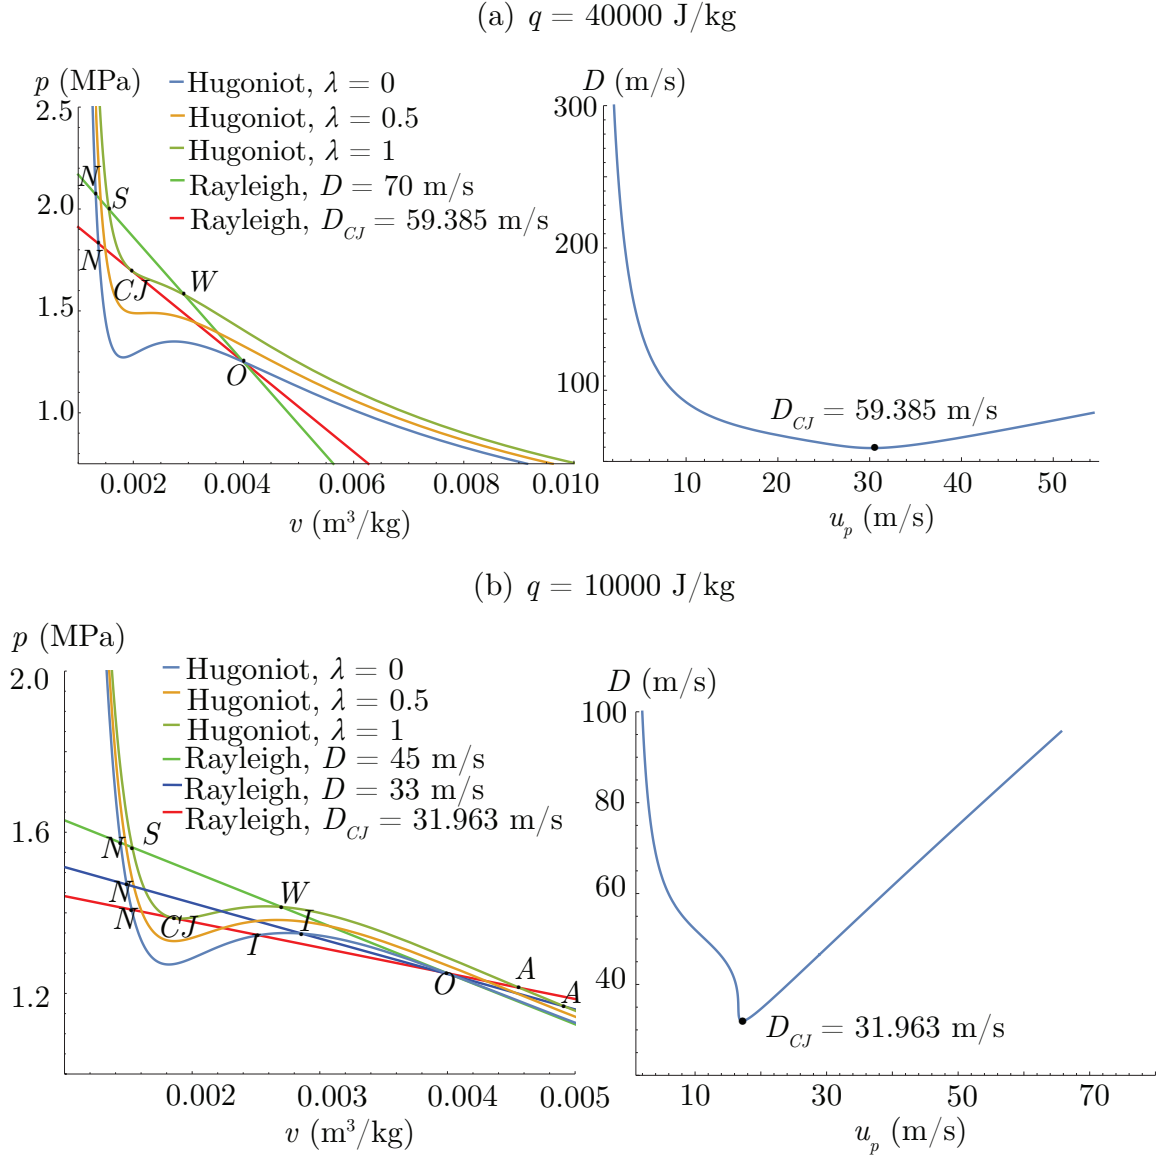 (a) q = 40000 J/kg
p (MPa)
Hugoniot, λ = 0
Hugoniot, λ = 0.5
Hugoniot, λ = 1
Rayleigh, D = 70 m/s
Rayleigh, D_CJ = 59.385 m/s
2.5
2.0
1.5
1.0
N
S
N
CJ
W
O
0.002
0.004
0.006
0.008
0.010
v (m³/kg)
D (m/s)
300
200
100
D_CJ = 59.385 m/s
10
20
30
40
50
u_p (m/s)
(b) q = 10000 J/kg
p (MPa)
Hugoniot, λ = 0
Hugoniot, λ = 0.5
Hugoniot, λ = 1
Rayleigh, D = 45 m/s
Rayleigh, D = 33 m/s
Rayleigh, D_CJ = 31.963 m/s
2.0
1.6
1.2
N
S
N
N
CJ
W
I
I
O
A
A
0.002
0.003
0.004
0.005
v (m³/kg)
D (m/s)
100
80
60
40
D_CJ = 31.963 m/s
10
30
50
70
u_p (m/s)